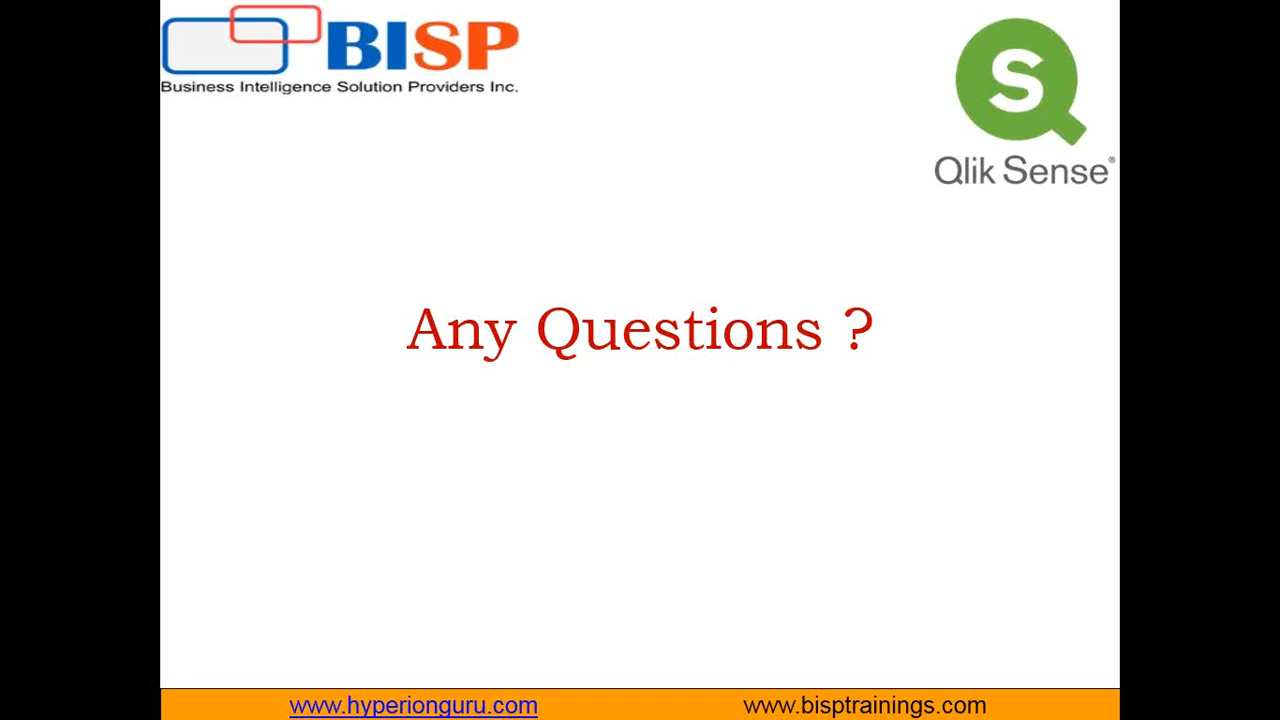 BISP
Business Intelligence Solution Providers Inc.
S
Qlik Sense®
Any Questions ?
www.hyperionguru.com
www.bisptrainings.com